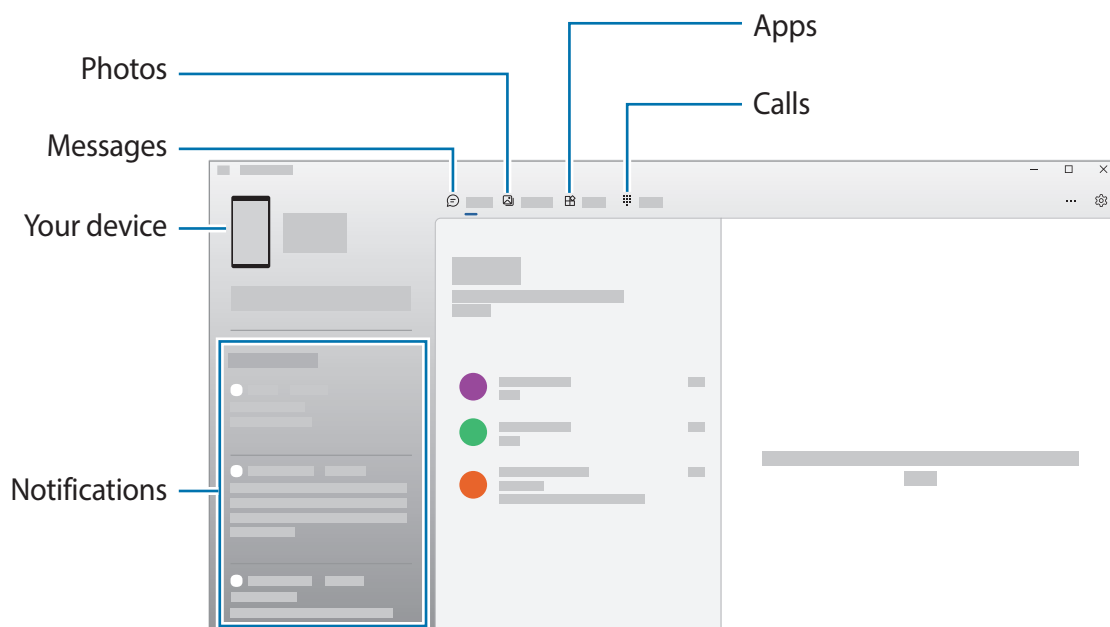 Apps
Photos
Calls
Messages
Your device
Notifications